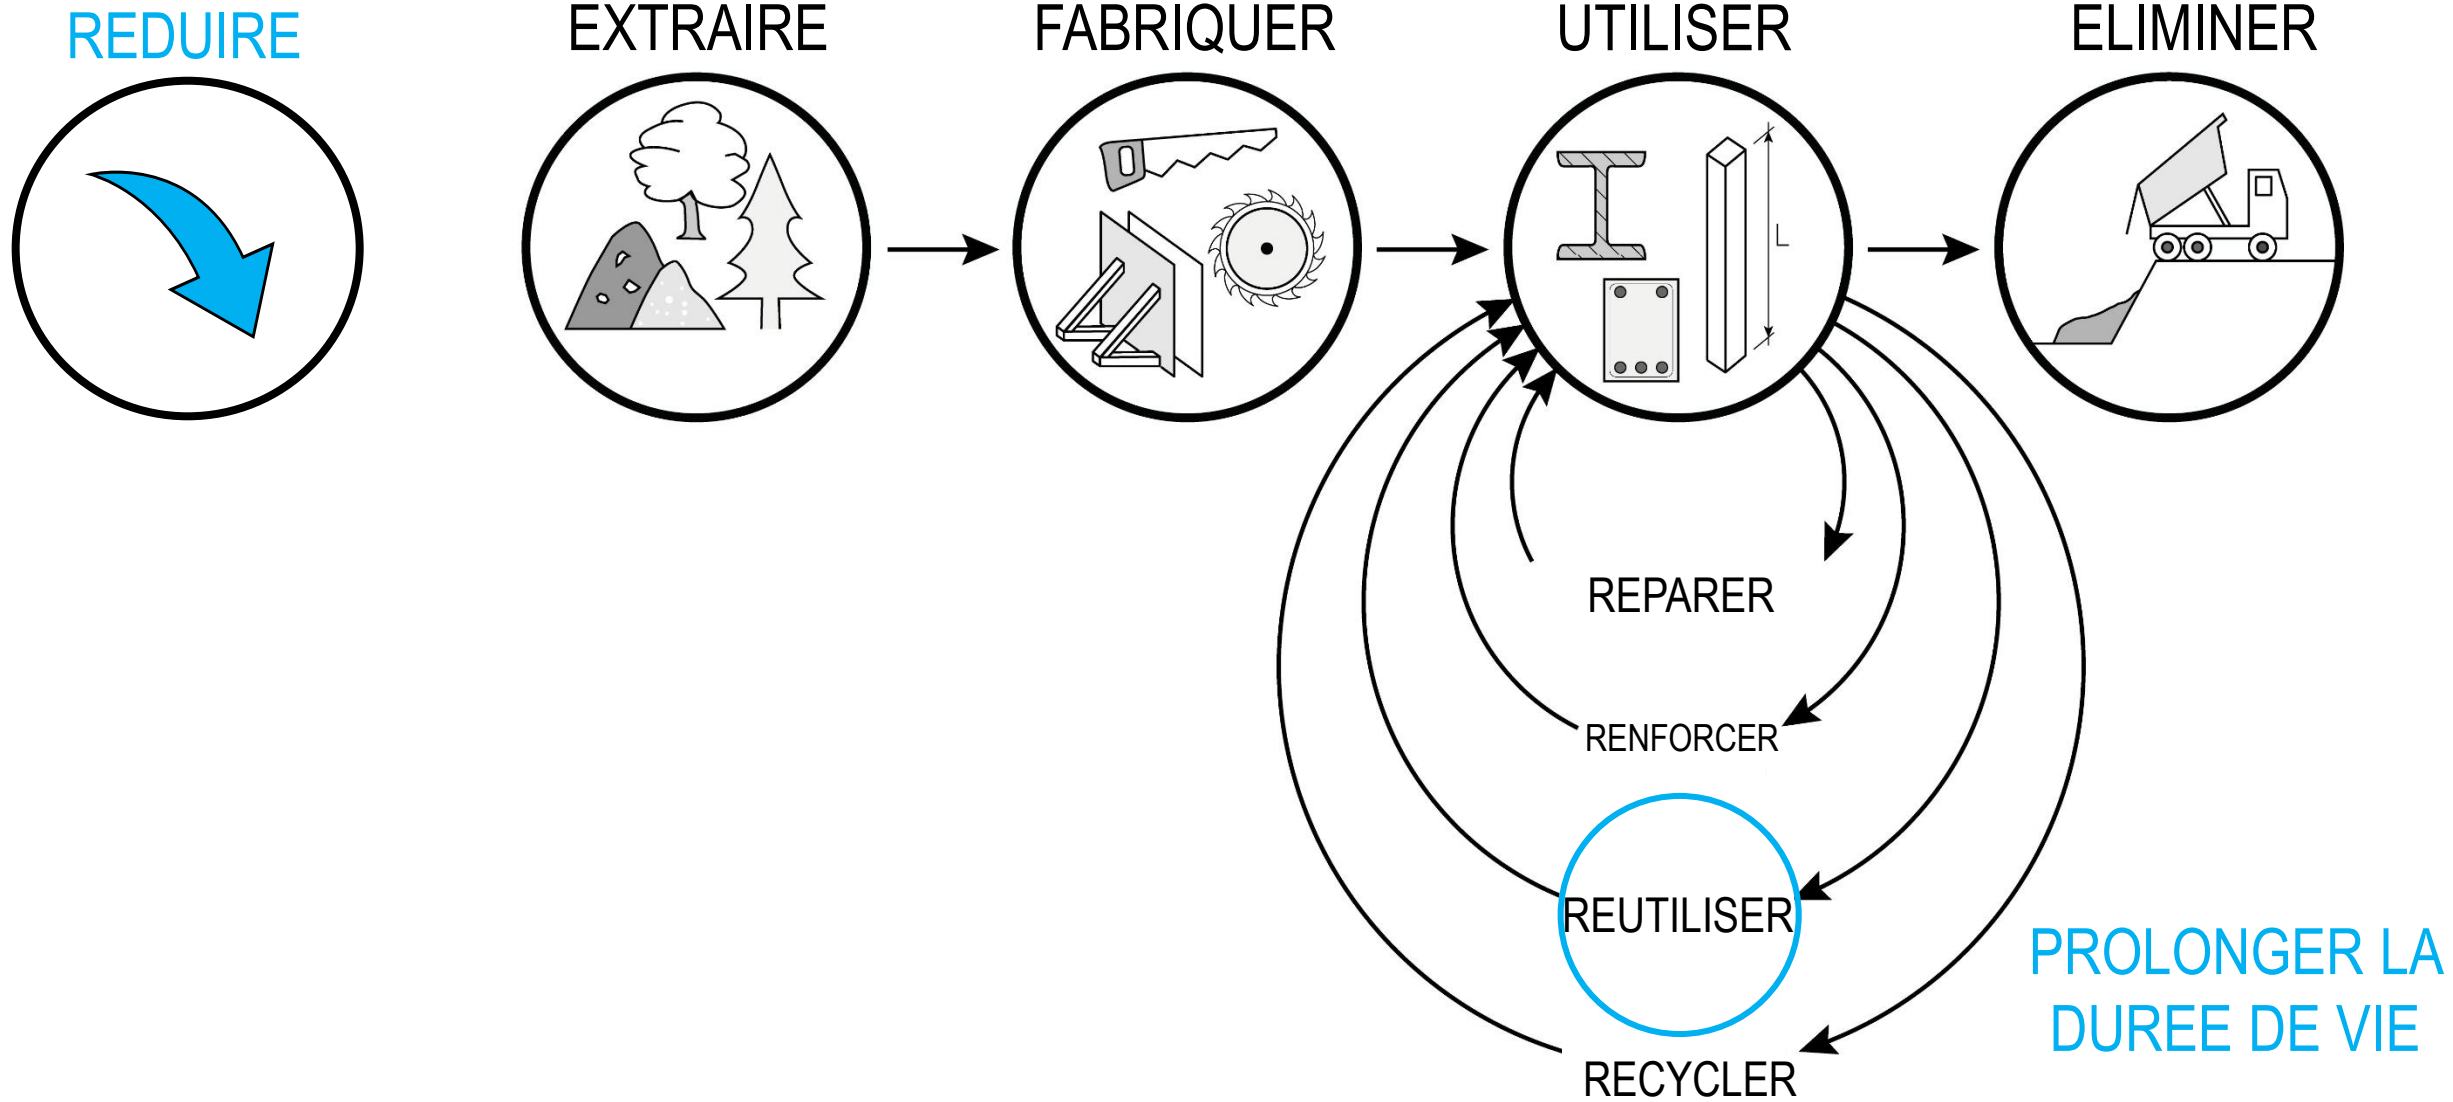 REDUIRE
EXTRAIRE
FABRIQUER
UTILISER
ELIMINER
L
REPARER
RENFORCER
REUTILISER
PROLONGER LA
DUREE DE VIE
RECYCLER